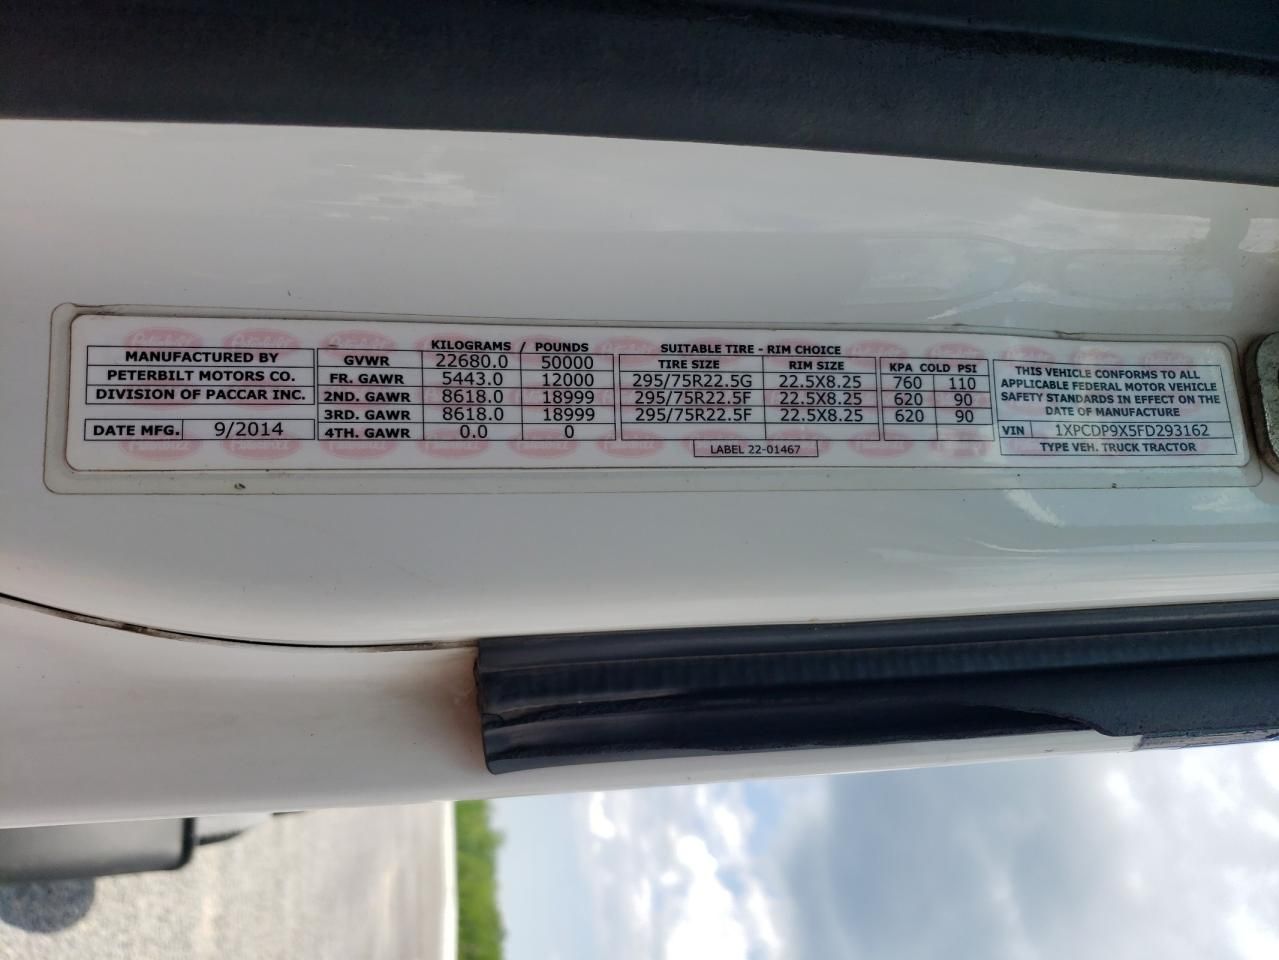 MANUFACTURED BY
PETERBILT MOTORS CO.
DIVISION OF PACCAR INC.
DATE MFG. 9/2014
KILOGRAMS / POUNDS
GVWR 22680.0 50000
FR. GAWR 5443.0 12000
2ND. GAWR 8618.0 18999
3RD. GAWR 8618.0 18999
4TH. GAWR 0.0 0
SUITABLE TIRE - RIM CHOICE
TIRE SIZE RIM SIZE KPA COLD PSI
295/75R22.5G 22.5X8.25 760 110
295/75R22.5F 22.5X8.25 620 90
295/75R22.5F 22.5X8.25 620 90
LABEL 22-01467
THIS VEHICLE CONFORMS TO ALL
APPLICABLE FEDERAL MOTOR VEHICLE
SAFETY STANDARDS IN EFFECT ON THE
DATE OF MANUFACTURE
VIN 1XPCDP9X5FD293162
TYPE VEH. TRUCK TRACTOR